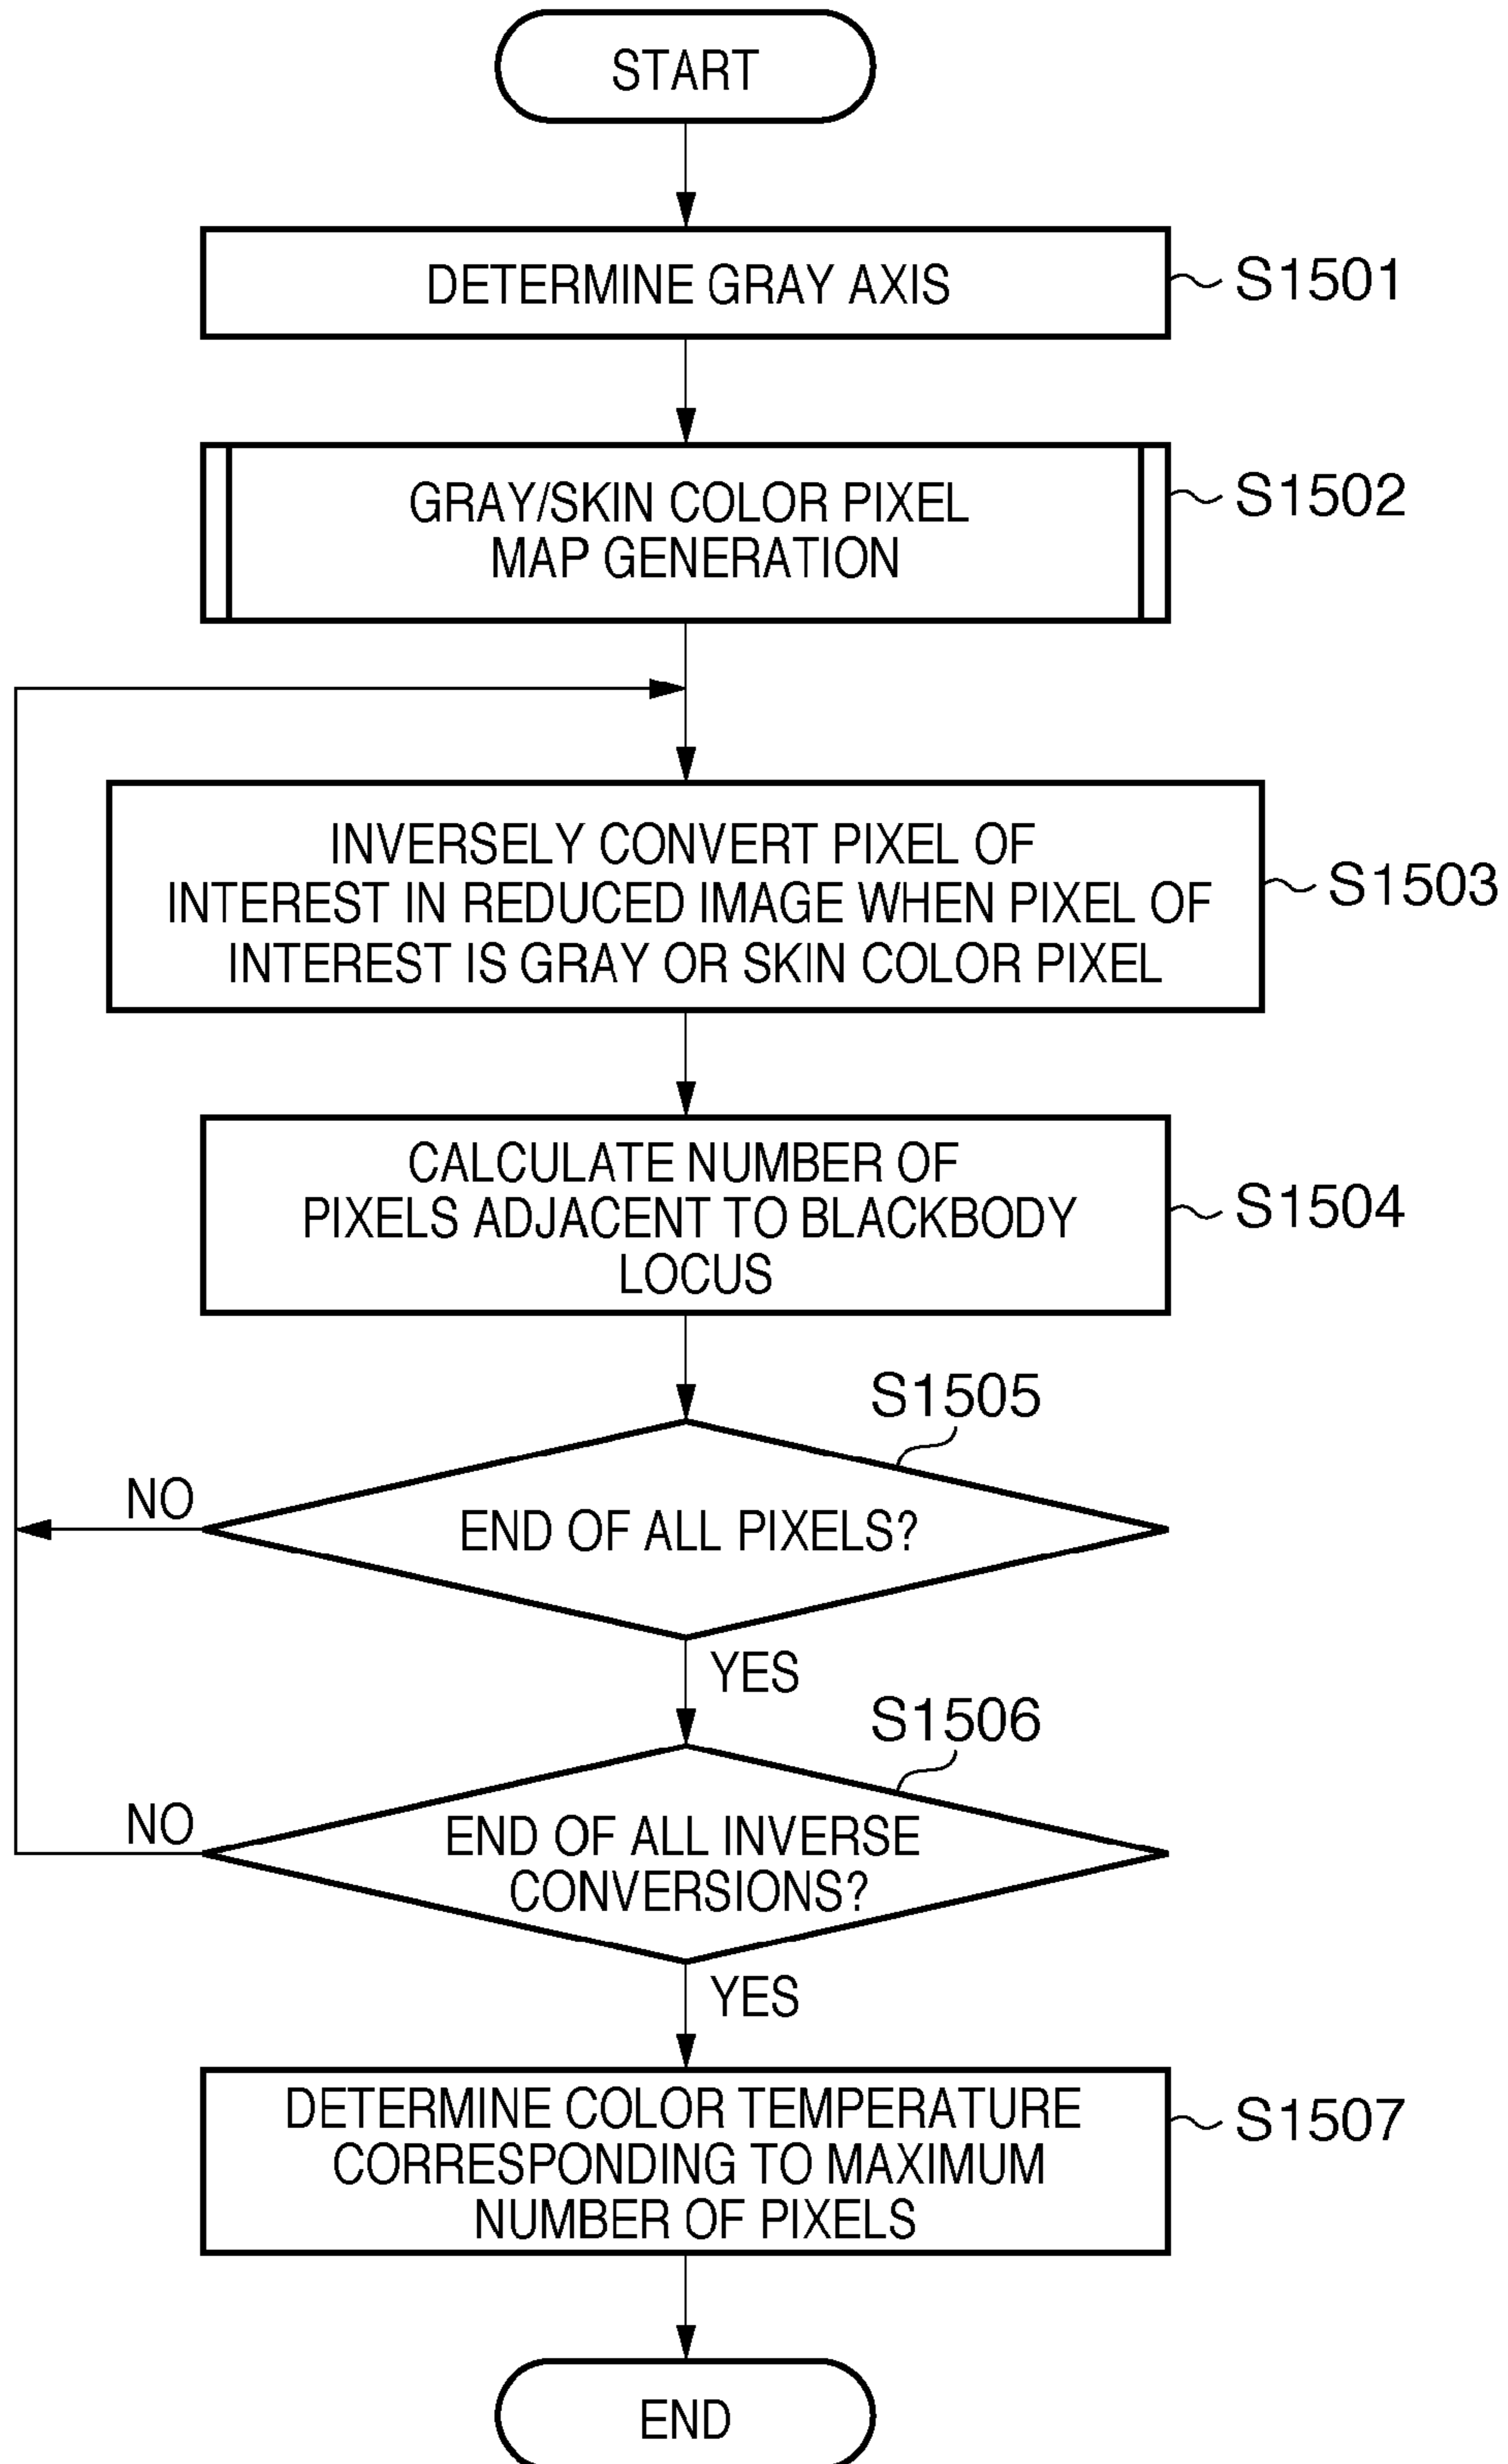 START
DETERMINE GRAY AXIS
S1501
GRAY/SKIN COLOR PIXEL
MAP GENERATION
S1502
INVERSELY CONVERT PIXEL OF
INTEREST IN REDUCED IMAGE WHEN PIXEL OF
INTEREST IS GRAY OR SKIN COLOR PIXEL
S1503
CALCULATE NUMBER OF
PIXELS ADJACENT TO BLACKBODY
LOCUS
S1504
S1505
NO
END OF ALL PIXELS?
YES
S1506
NO
END OF ALL INVERSE
CONVERSIONS?
YES
DETERMINE COLOR TEMPERATURE
CORRESPONDING TO MAXIMUM
NUMBER OF PIXELS
S1507
END